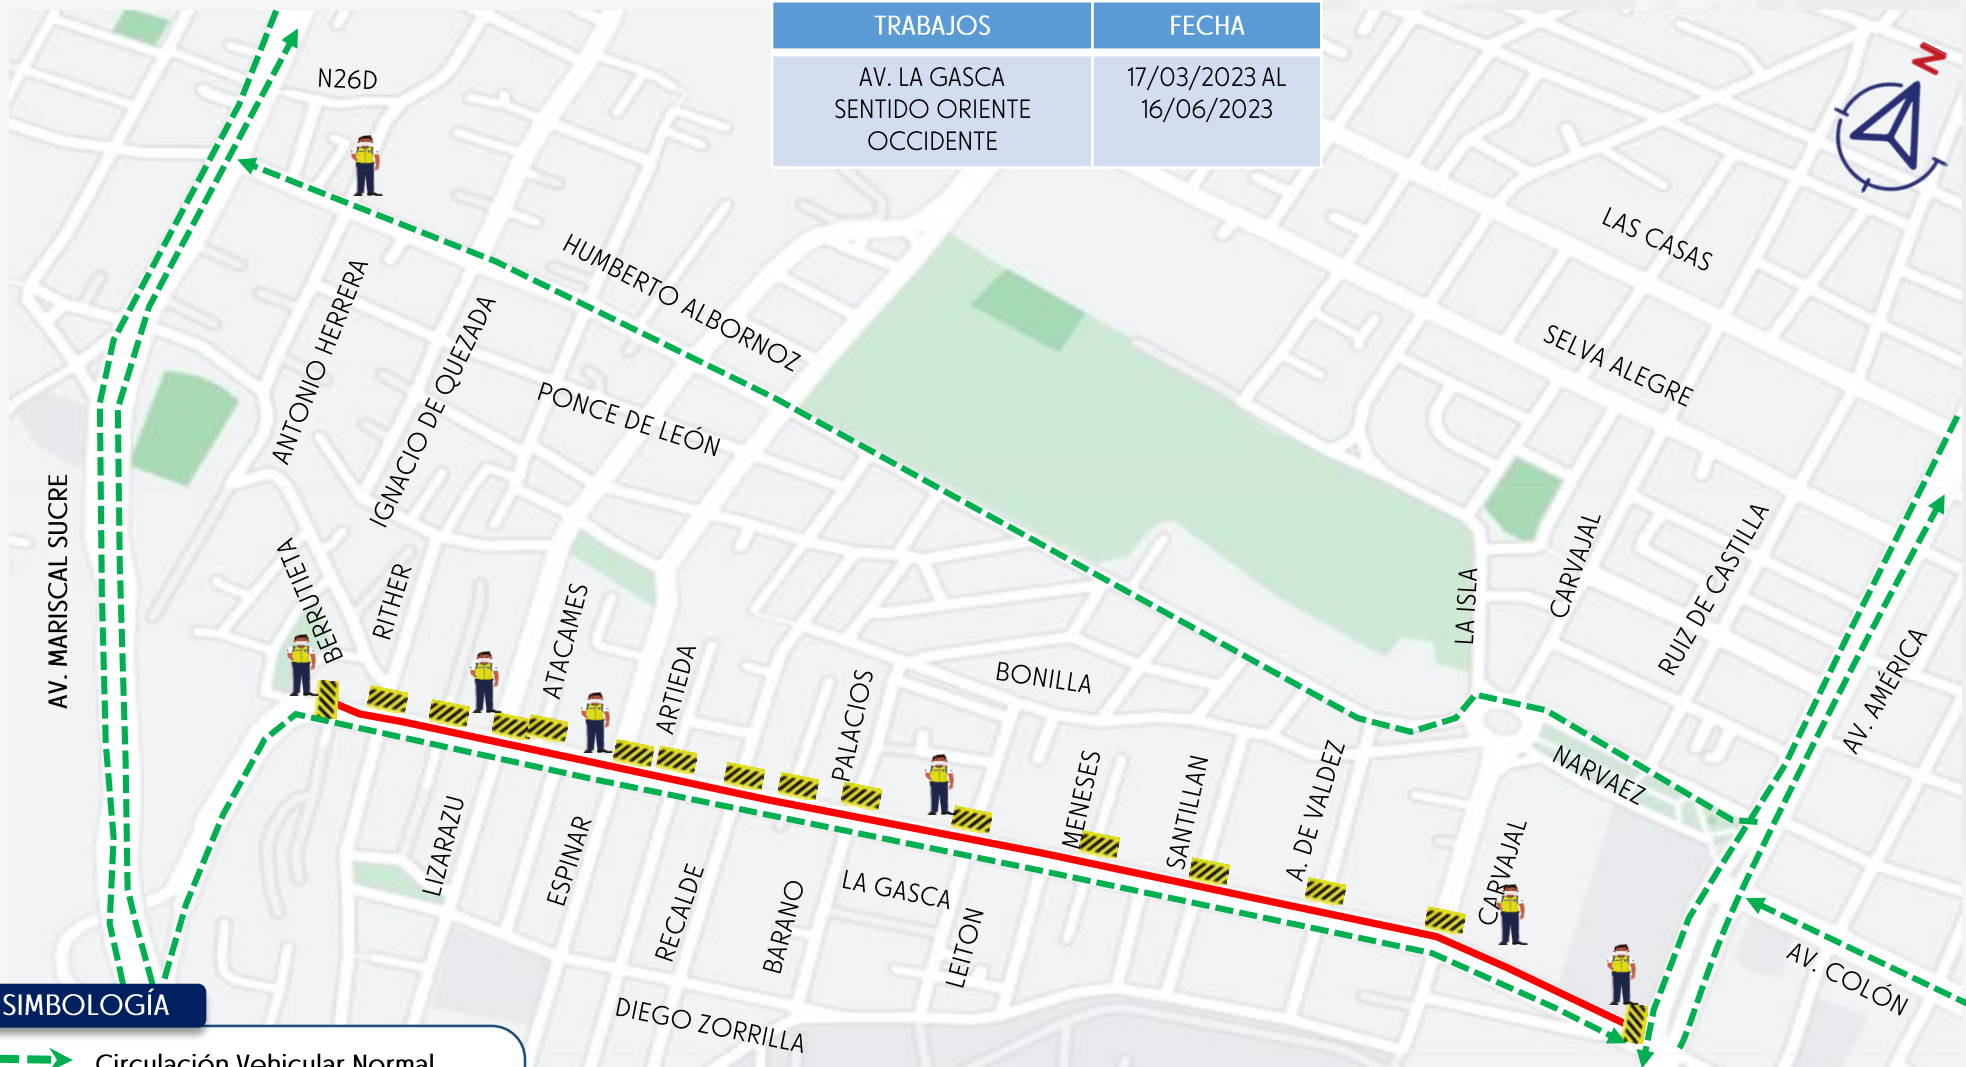 TRABAJOS
FECHA
AV. LA GASCA
SENTIDO ORIENTE
OCCIDENTE
17/03/2023 AL
16/06/2023
N
N26D
LAS CASAS
HUMBERTO ALBORNOZ
ANTONIO HERRERA
IGNACIO DE QUEZADA
SELVA ALEGRE
PONCE DE LEÓN
AV. MARISCAL SUCRE
BERRUTIETA
RITHER
ATACAMES
ARTIEDA
PALACIOS
BONILLA
LA ISLA
CARVAJAL
RUIZ DE CASTILLA
AV. AMÉRICA
NARVAEZ
MENESES
SANTILLAN
A. DE VALDEZ
CARVAJAL
LIZARAZU
ESPINAR
RECALDE
BARANO
LA GASCA
LEITON
AV. COLÓN
DIEGO ZORRILLA
SIMBOLOGÍA
Circulación Vehicular Normal